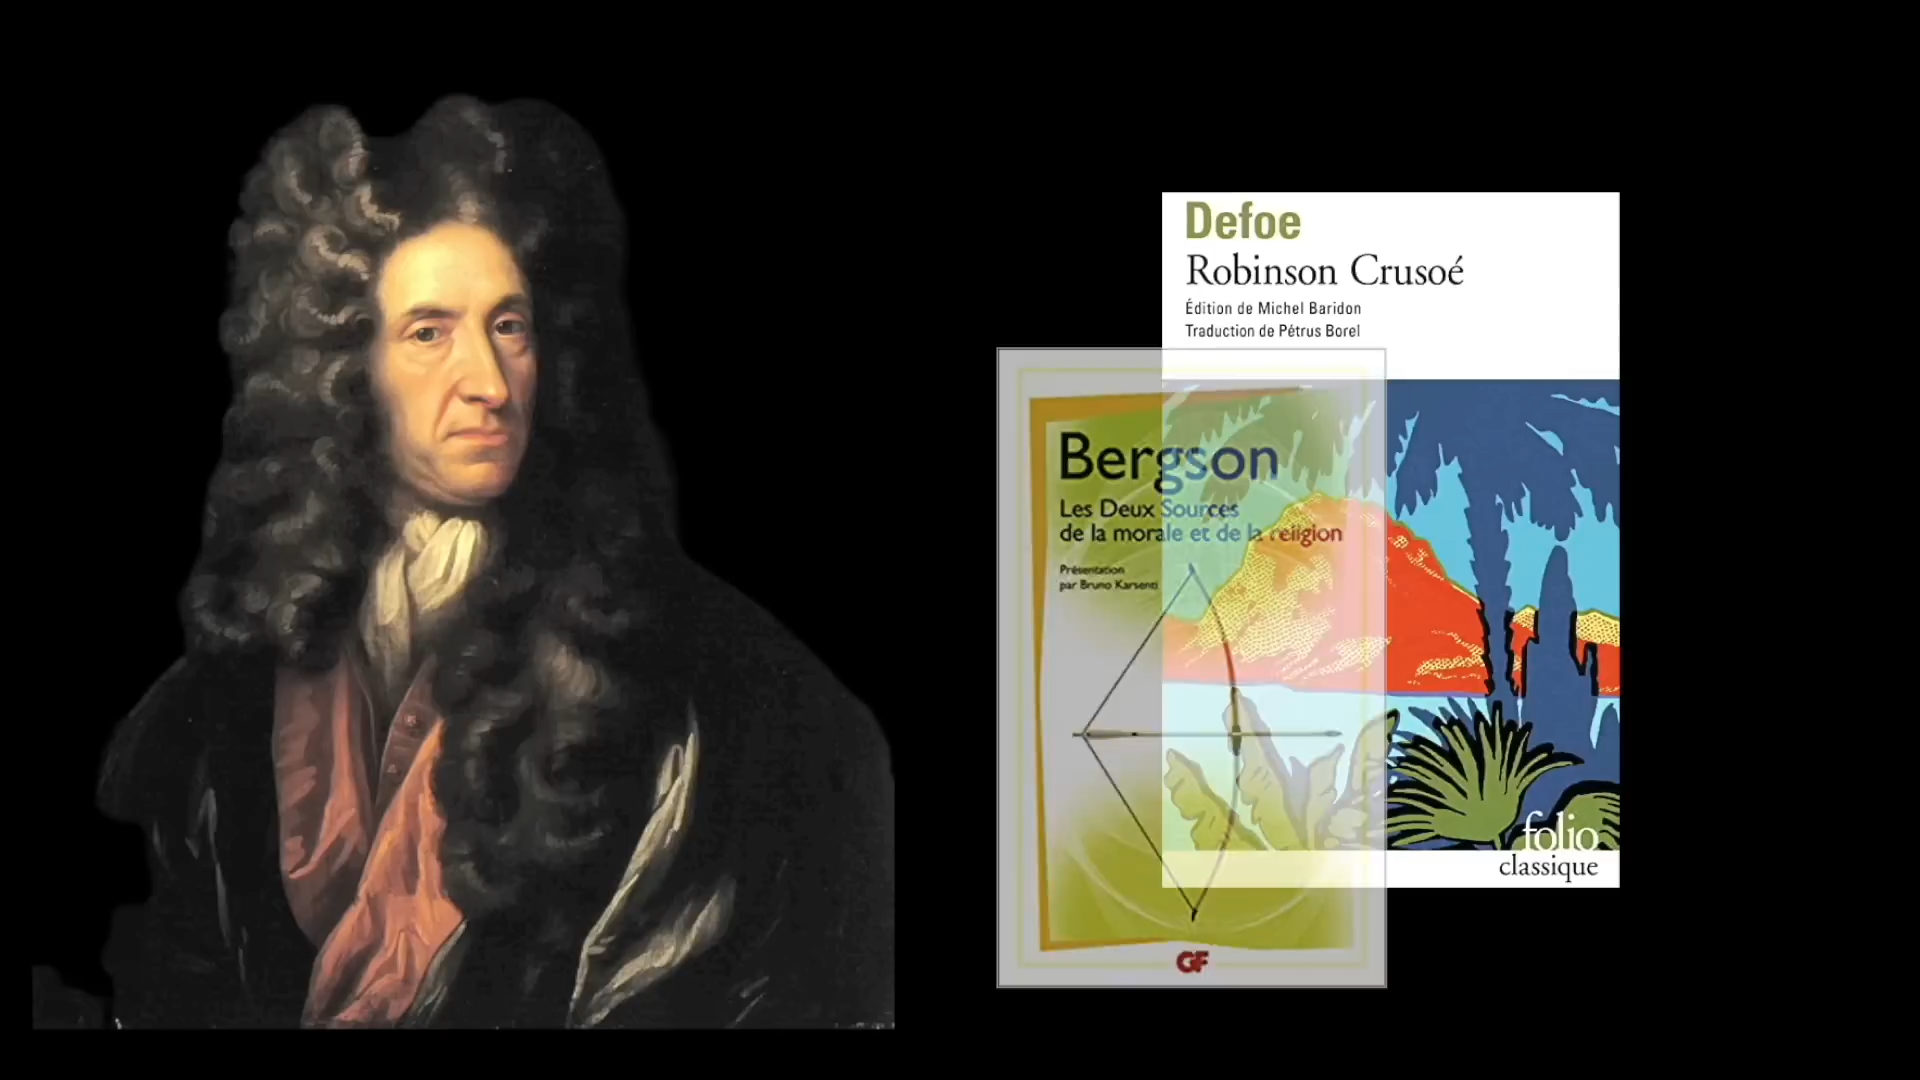 Defoe
Robinson Crusoé
Édition de Michel Baridon
Traduction de Pétrus Borel
Bergson
Les Deux Sources
de la morale et de la religion
Présentation
par Bruno Karsenti
GF
folio
classique